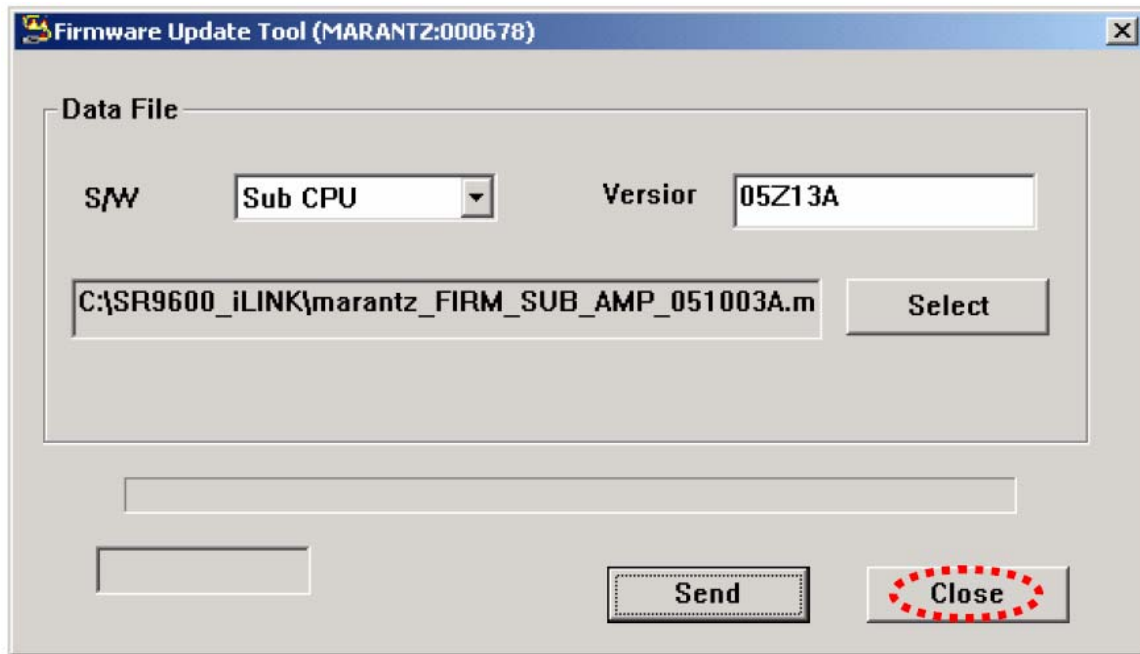 Firmware Update Tool (MARANTZ:000678)
Data File
S/W
Sub CPU
Versior
05Z13A
C:\SR9600_iLINK\marantz_FIRM_SUB_AMP_051003A.m
Select
Send
Close